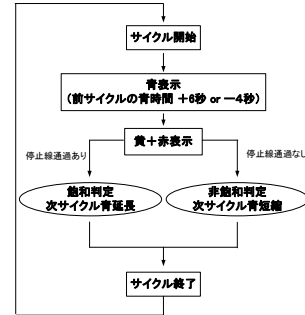 サイクル開始
青表示
（前サイクルの青時間 ＋6秒 or －4秒）
黄＋赤表示
停止線通過あり
停止線通過なし
飽和判定
次サイクル青延長
非飽和判定
次サイクル青短縮
サイクル終了